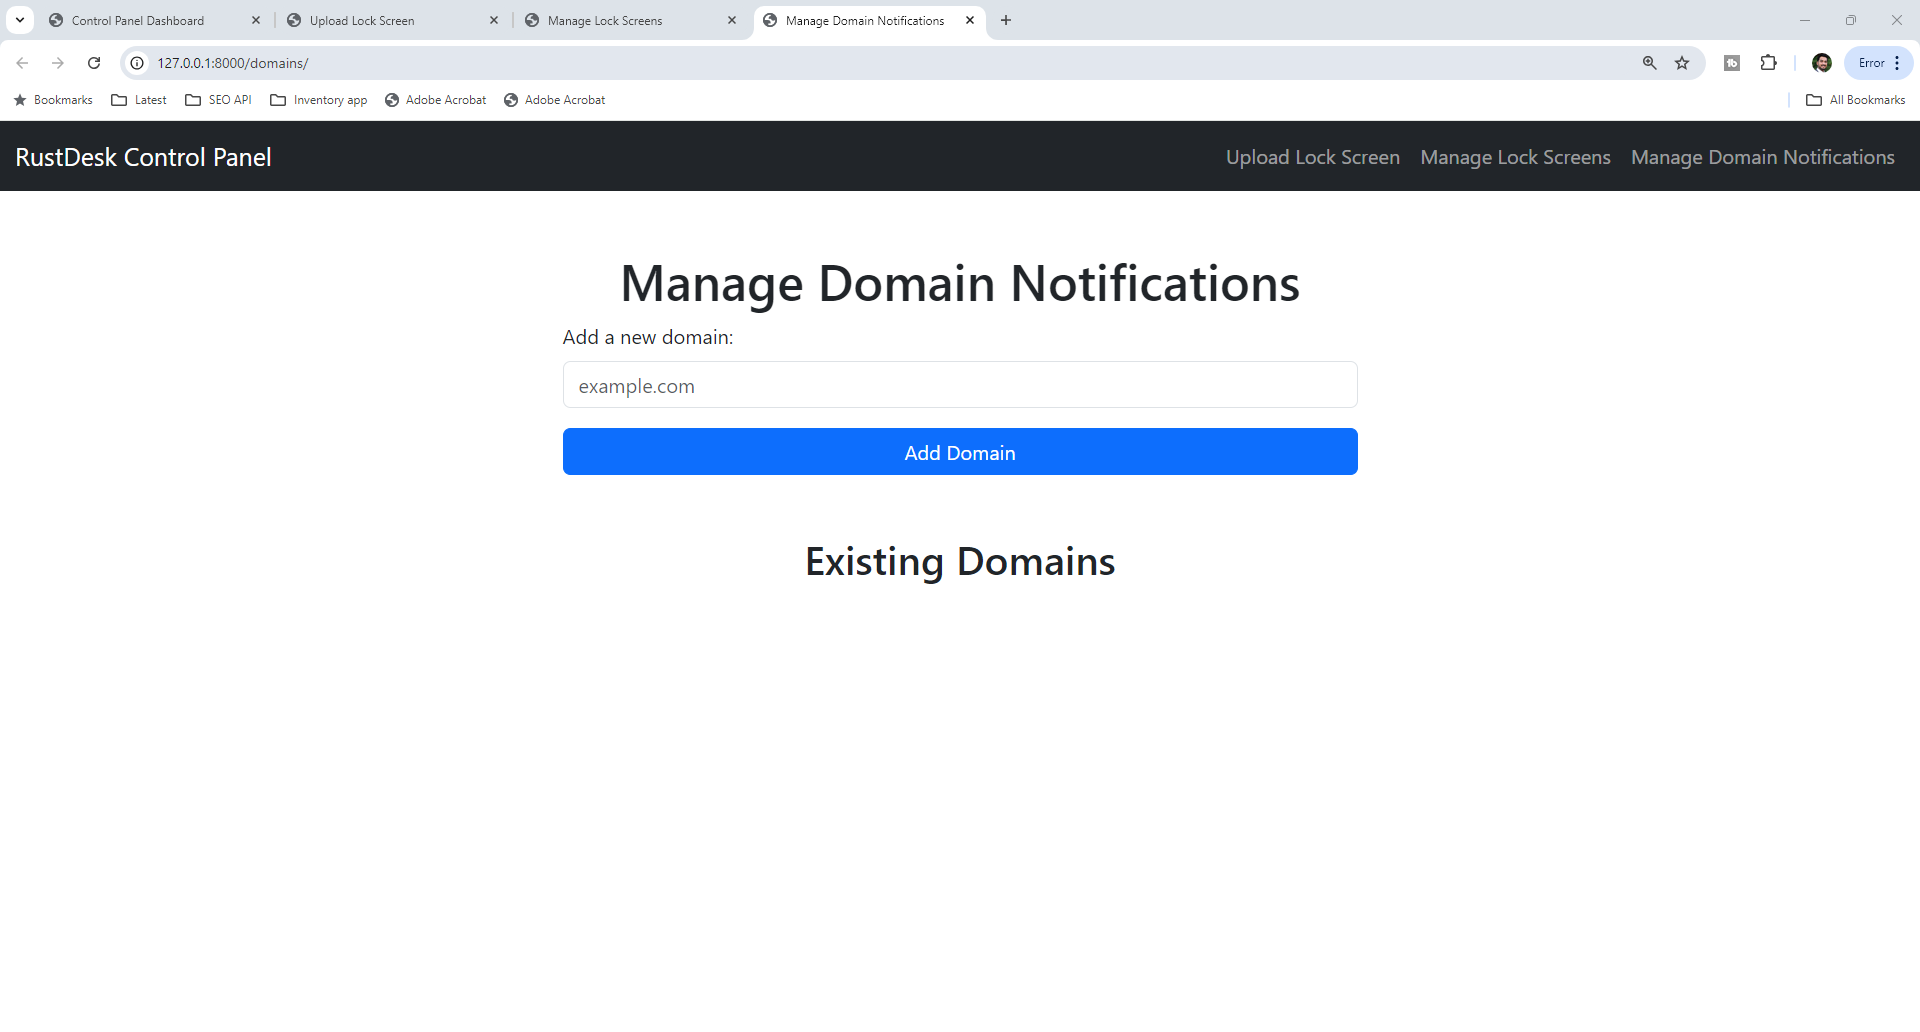 Control Panel Dashboard
Upload Lock Screen
Manage Lock Screens
Manage Domain Notifications
127.0.0.1:8000/domains/
Error
Bookmarks
Latest
SEO API
Inventory app
Adobe Acrobat
Adobe Acrobat
All Bookmarks
RustDesk Control Panel
Upload Lock Screen
Manage Lock Screens
Manage Domain Notifications
Manage Domain Notifications
Add a new domain:
example.com
Add Domain
Existing Domains